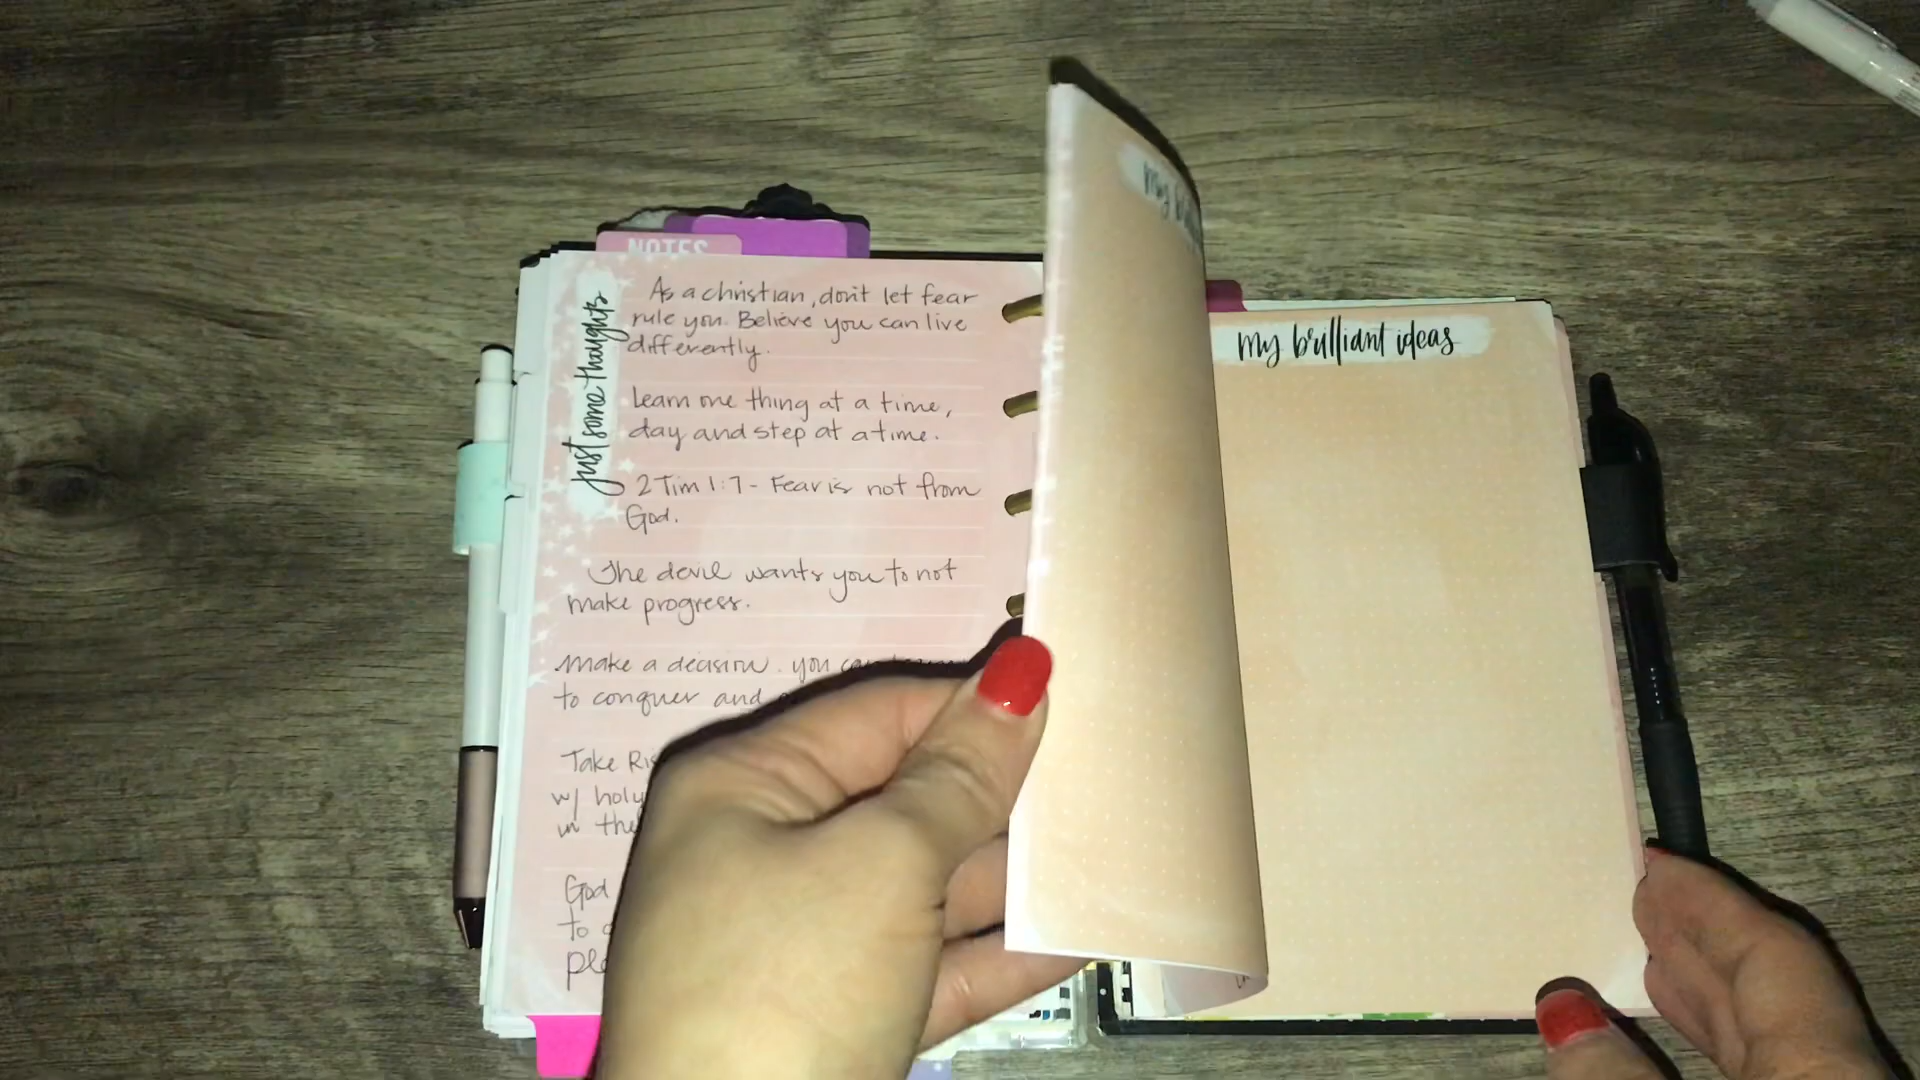 NOTES
just some thoughts
As a christian, don't let fear
rule you. Believe you can live
differently.
Learn one thing at a time,
day and step at a time.
2 Tim 1:7 - Fear is not from
God.
The devil wants you to not
make progress.
Make a decision. you
to conquer and
Take
w/ holy
in the
God
to
my
my brilliant ideas